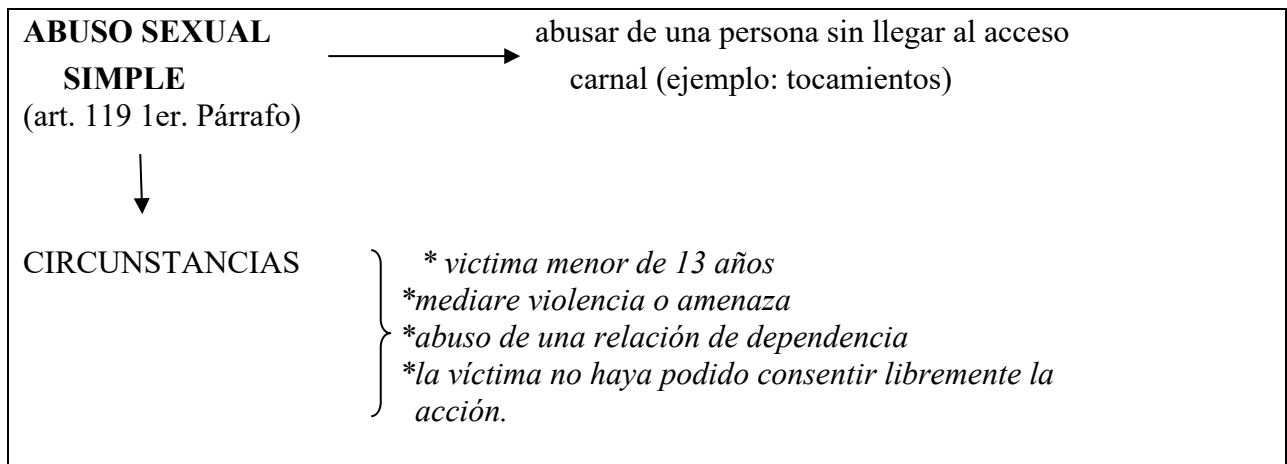 ABUSO SEXUAL abusar de una persona sin llegar al acceso
SIMPLE carnal (ejemplo: tocamientos)
(art. 119 1er. Párrafo)
CIRCUNSTANCIAS * victima menor de 13 años
*mediare violencia o amenaza
*abuso de una relación de dependencia
*la víctima no haya podido consentir libremente la
acción.